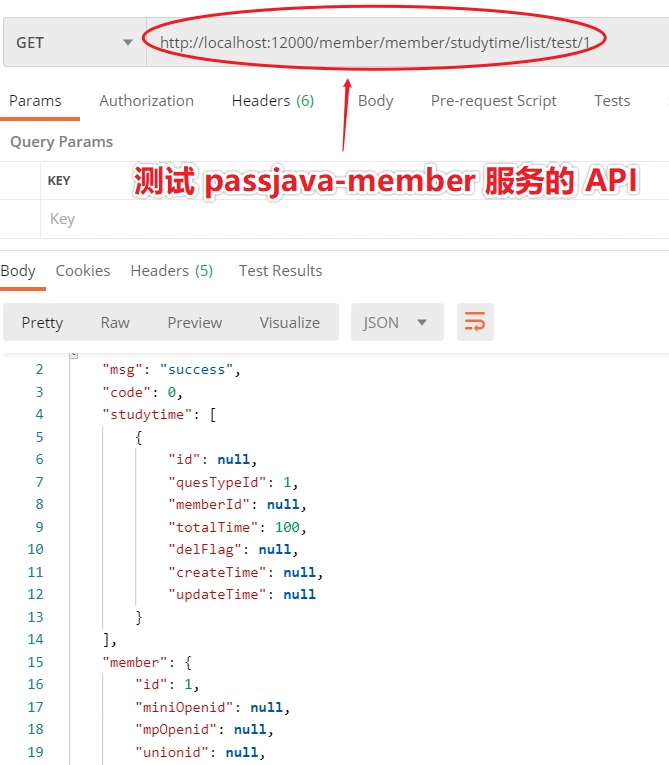 GET http://localhost:12000/member/member/studytime/list/test/1
Params Authorization Headers (6) Body Pre-request Script Tests
Query Params
测试 passjava-member 服务的 API
KEY
Key
Body Cookies Headers (5) Test Results
Pretty Raw Preview Visualize JSON
2 "msg": "success",
3 "code": 0,
4 "studytime": [
5 {
6 "id": null,
7 "quesTypeId": 1,
8 "memberId": null,
9 "totalTime": 100,
10 "delFlag": null,
11 "createTime": null,
12 "updateTime": null
13 }
14 ],
15 "member": {
16 "id": 1,
17 "miniOpenid": null,
18 "mpOpenid": null,
19 "unionid": null,